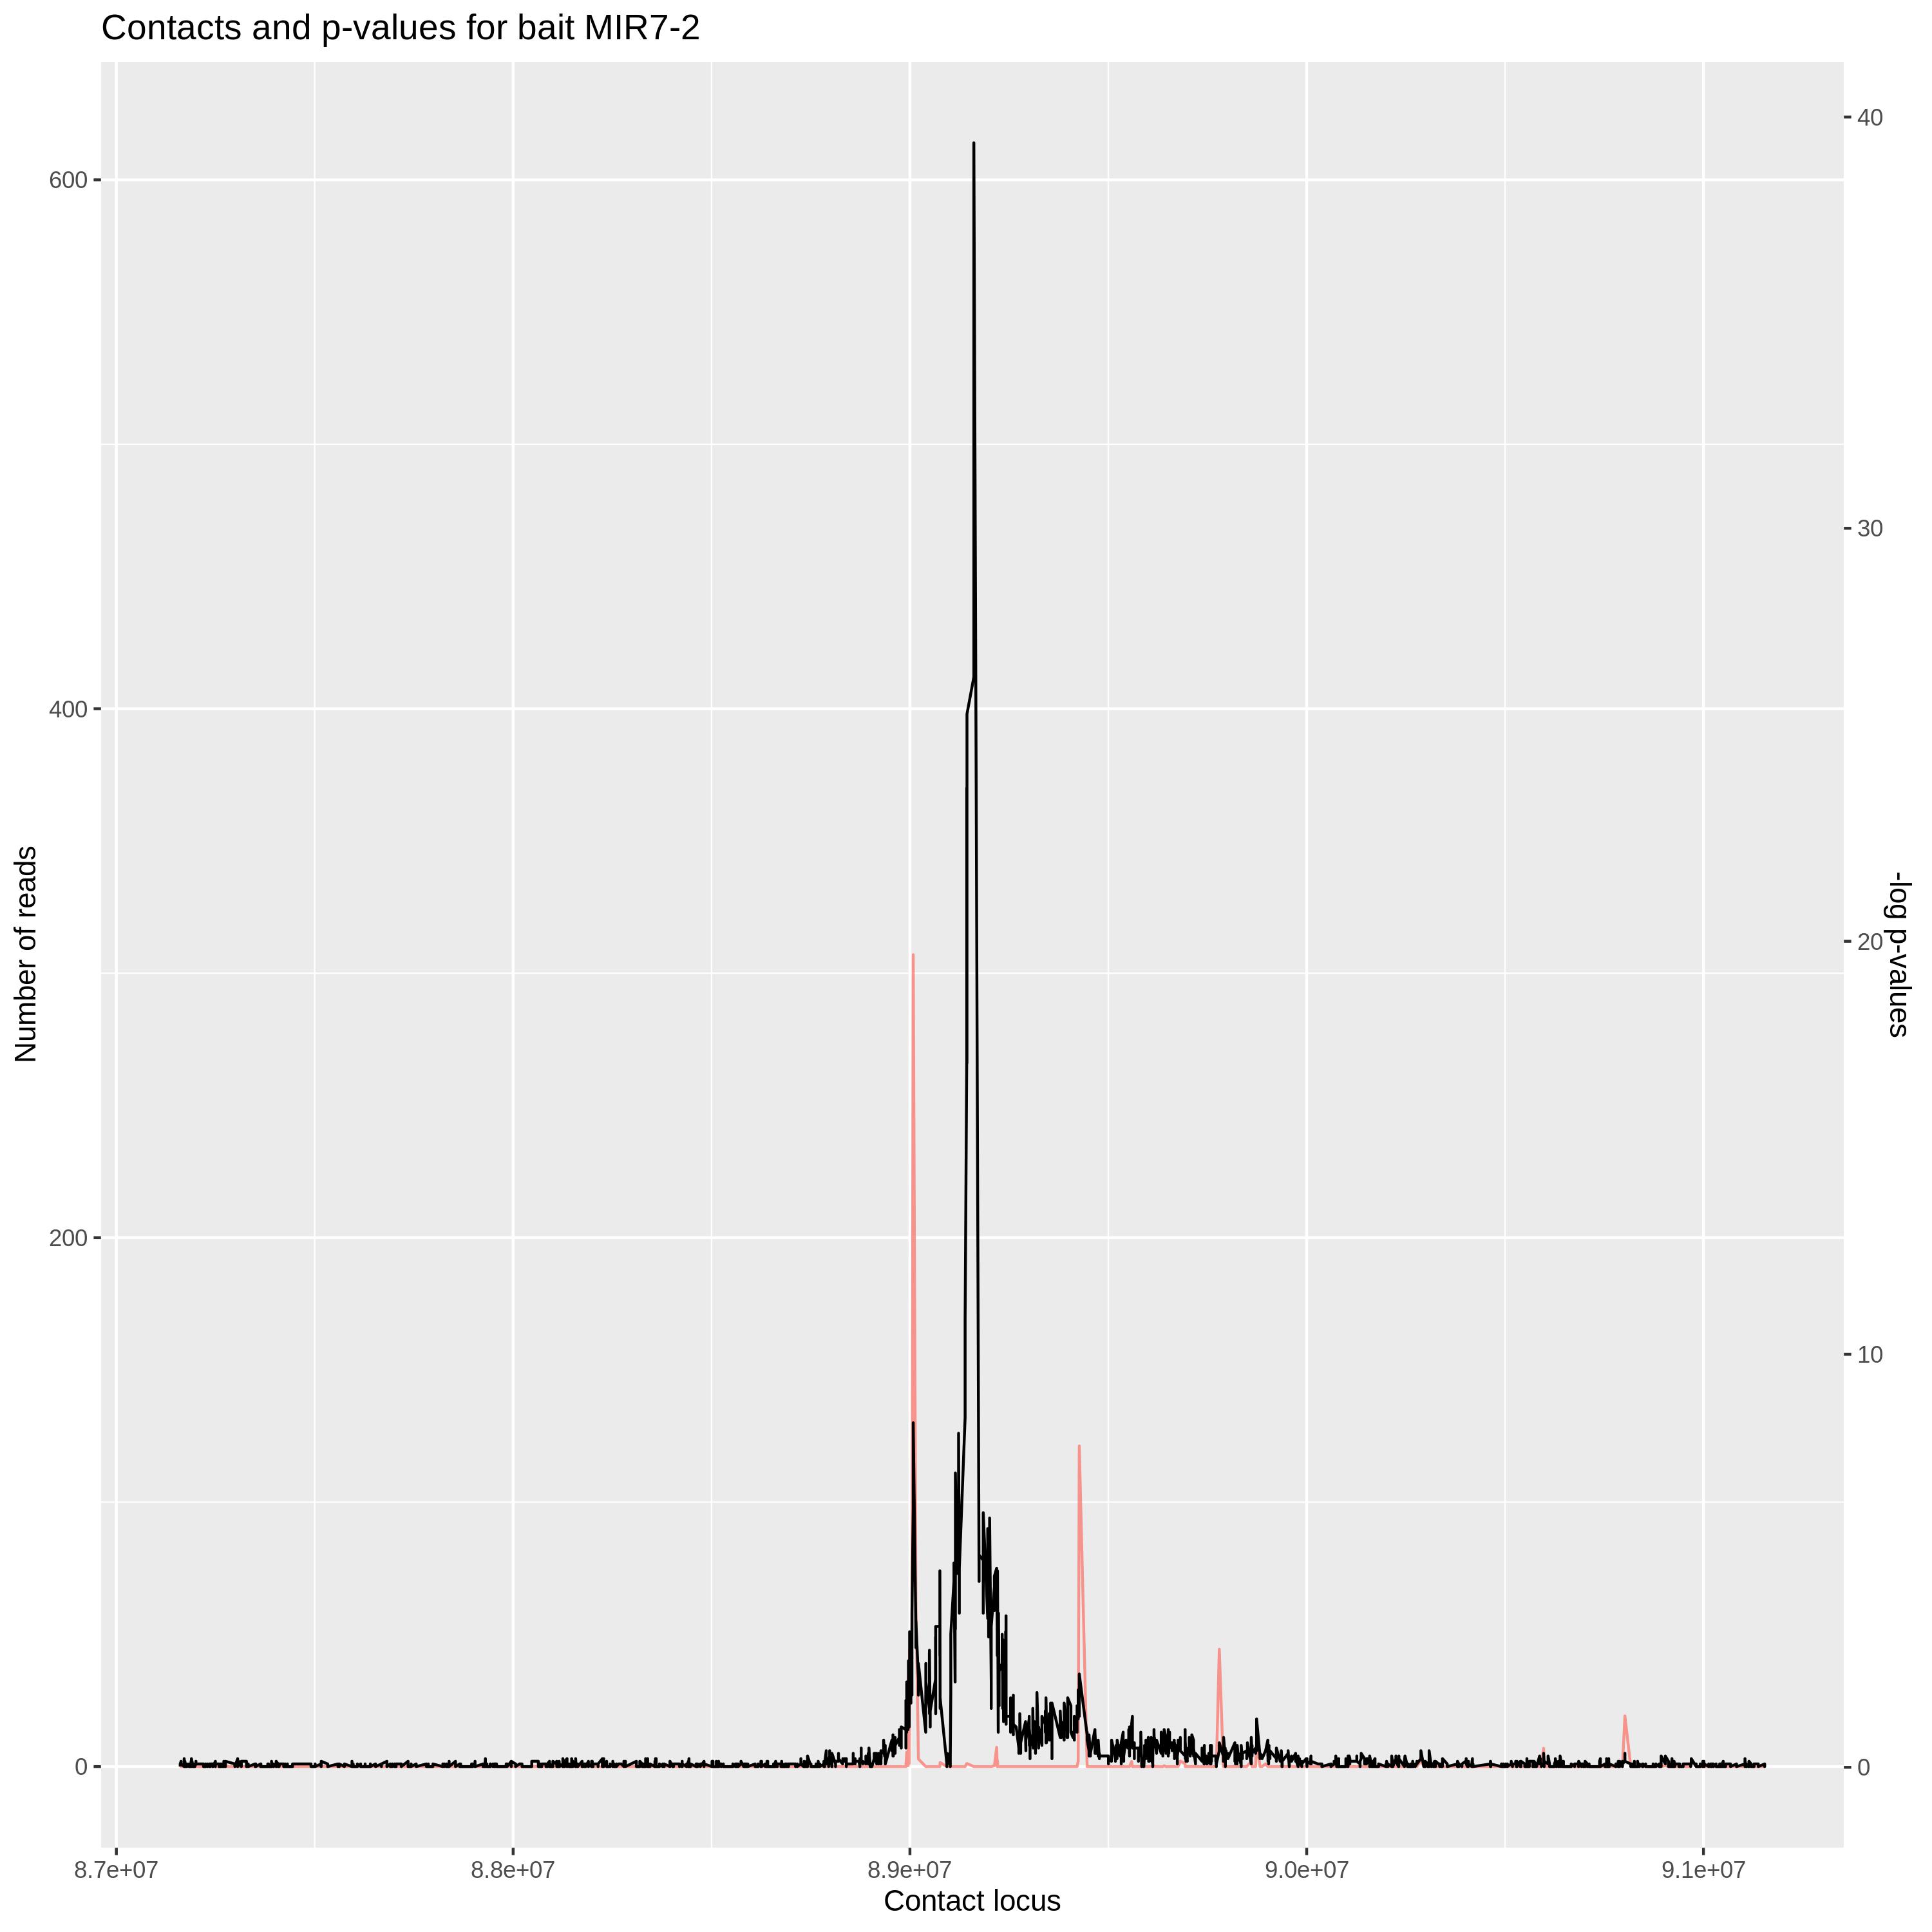 Contacts and p-values for bait MIR7-2
600
400
200
0
Number of reads
40
30
20
10
0
-log p-values
8.7e+07
8.8e+07
8.9e+07
9.0e+07
9.1e+07
Contact locus